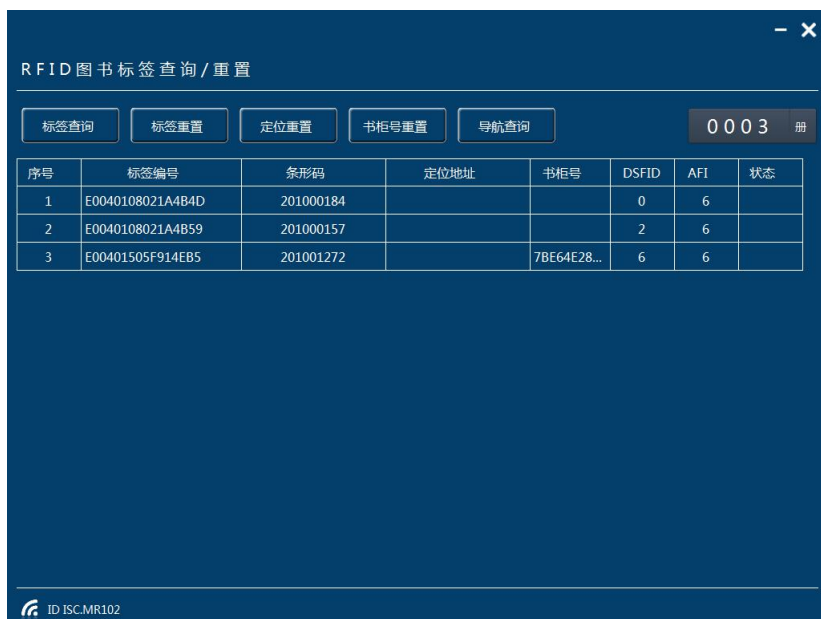 RFID图书标签查询/重置
标签查询 标签重置 定位重置 书柜号重置 导航查询 0003 册
序号 标签编号 条形码 定位地址 书柜号 DSFID AFI 状态
1 E0040108021A4B4D 201000184 0 6
2 E0040108021A4B59 201000157 2 6
3 E00401505F914EB5 201001272 7BE64E28... 6 6
ID ISC.MR102